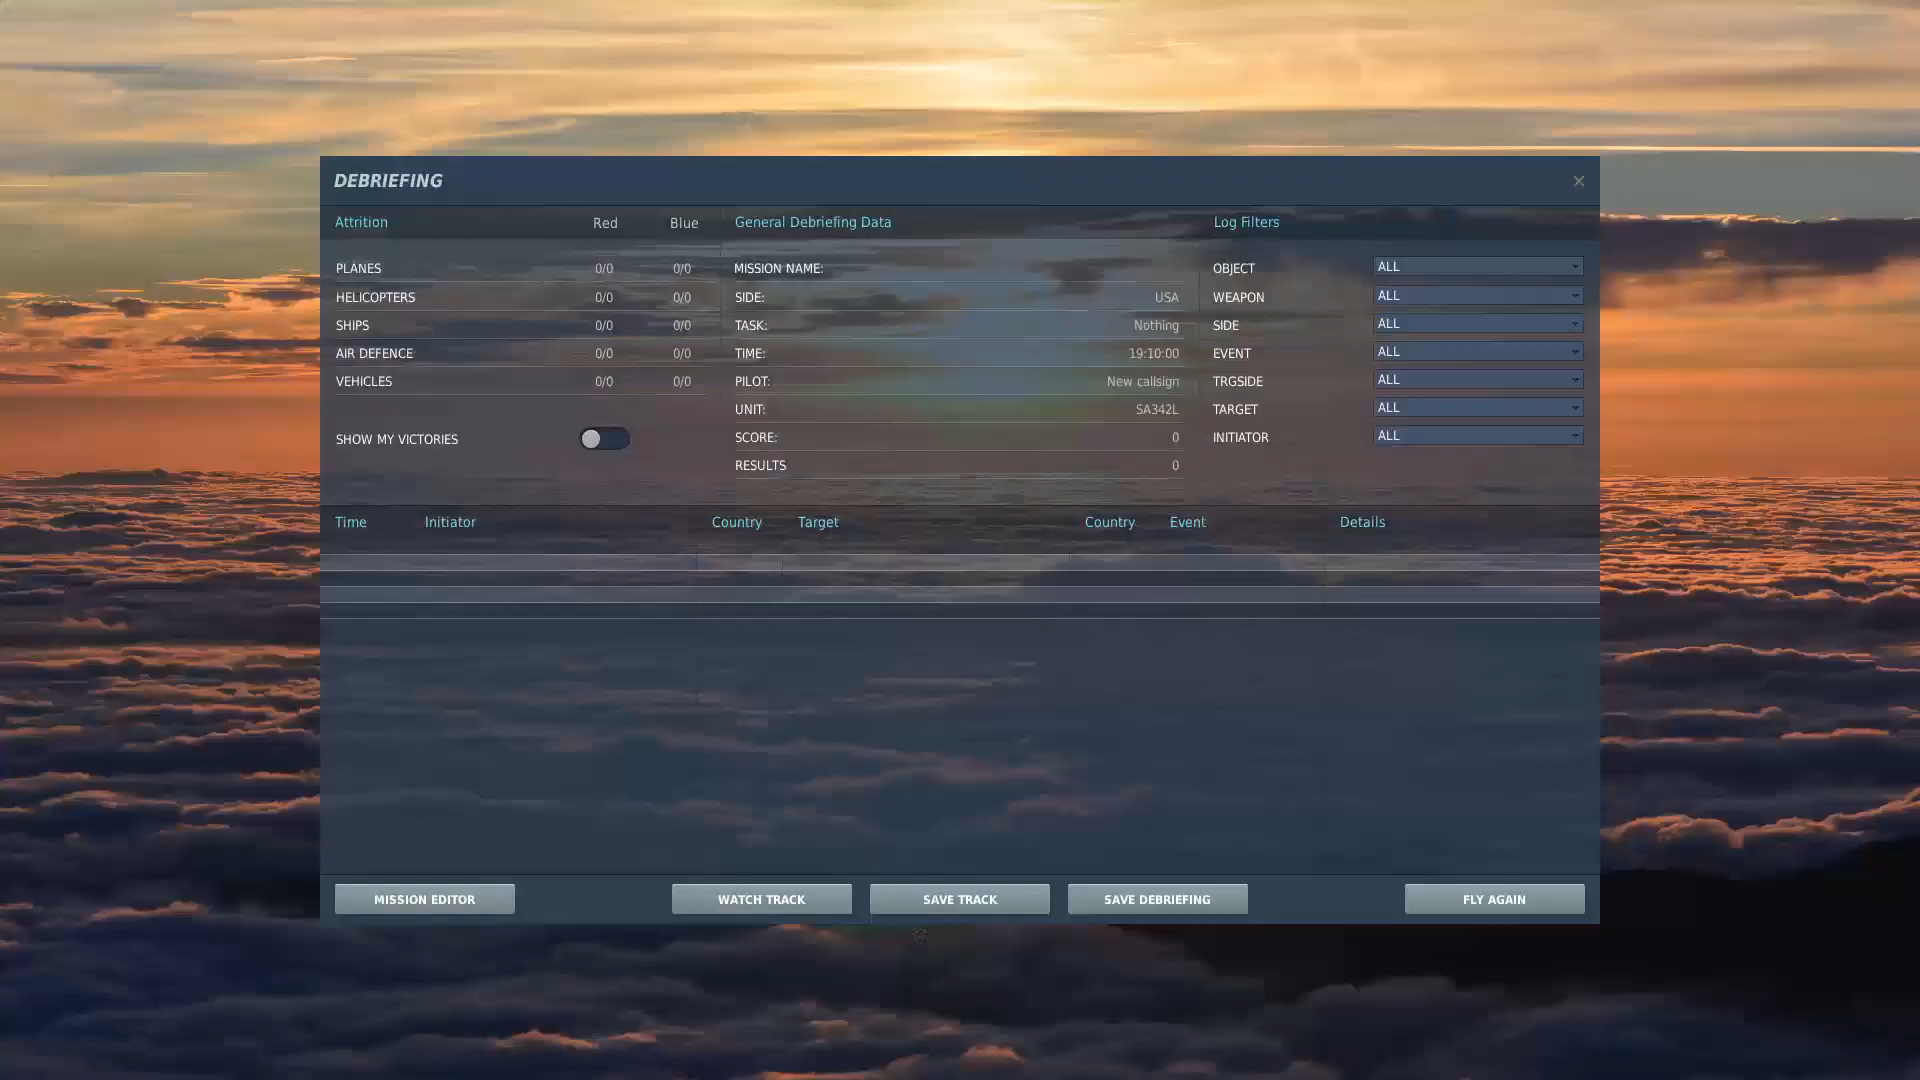 DEBRIEFING
Attrition Red Blue General Debriefing Data Log Filters
PLANES 0/0 0/0 MISSION NAME: OBJECT ALL
HELICOPTERS 0/0 0/0 SIDE: USA WEAPON ALL
SHIPS 0/0 0/0 TASK: Nothing SIDE ALL
AIR DEFENCE 0/0 0/0 TIME: 19:10:00 EVENT ALL
VEHICLES 0/0 0/0 PILOT: New callsign TRGSIDE ALL
UNIT: SA342L TARGET ALL
SHOW MY VICTORIES SCORE: 0 INITIATOR ALL
RESULTS 0
Time Initiator Country Target Country Event Details
MISSION EDITOR WATCH TRACK SAVE TRACK SAVE DEBRIEFING FLY AGAIN